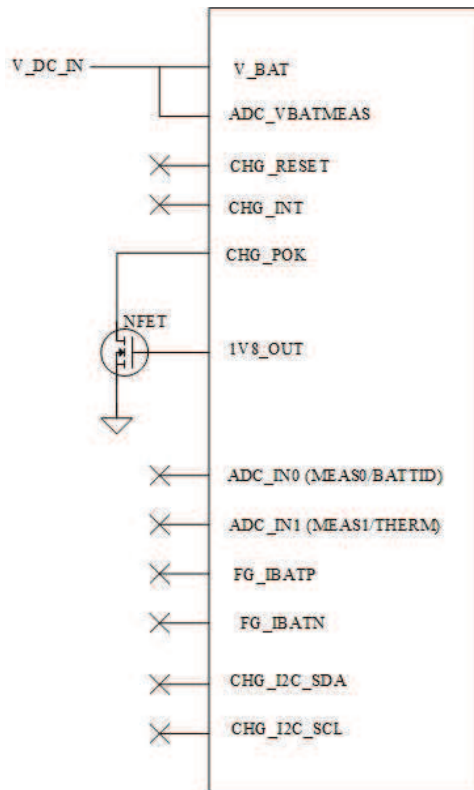 V_DC_IN
V_BAT
ADC_VBATMEAS
CHG_RESET
CHG_INT
CHG_POK
NFET
1V8_OUT
ADC_IN0 (MEAS0/BATTID)
ADC_IN1 (MEAS1/THERM)
FG_IBATP
FG_IBATN
CHG_I2C_SDA
CHG_I2C_SCL